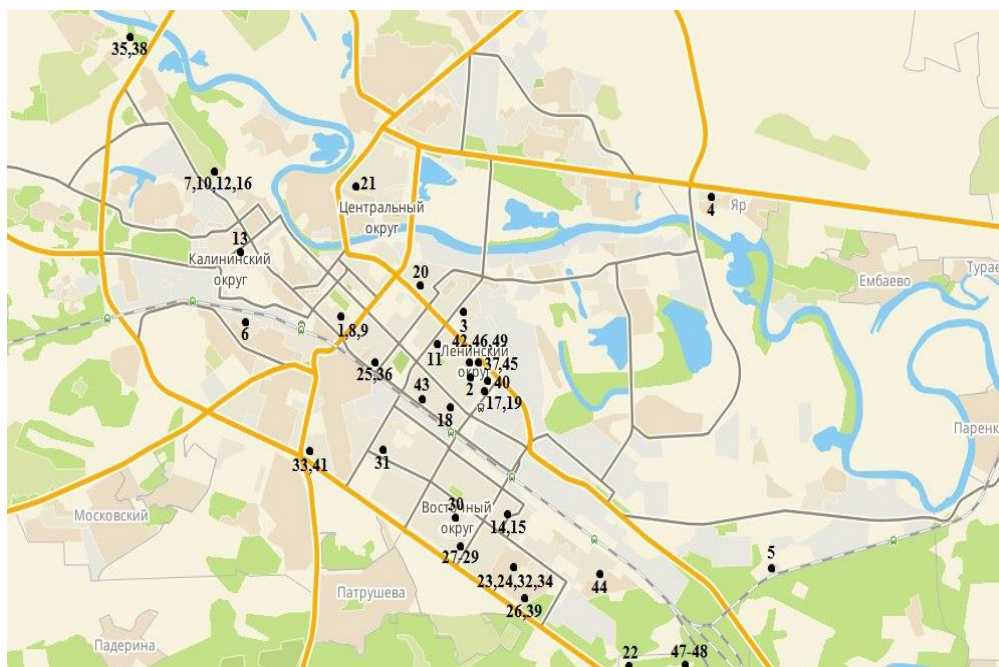 35,38
7,10,12,16
21
Центральный
округ
4
Яр
13
Калининский
округ
Ембаево
Турае
20
6
1,8,9
3
42,46,49
11
Ленинский
округ
37,45
25,36
40
2
17,19
43
18
Паренк
33,41
31
Московский
30
Восточный
округ
14,15
27-29
5
23,24,32,34
44
Патрушева
26,39
Падерина
22
47-48